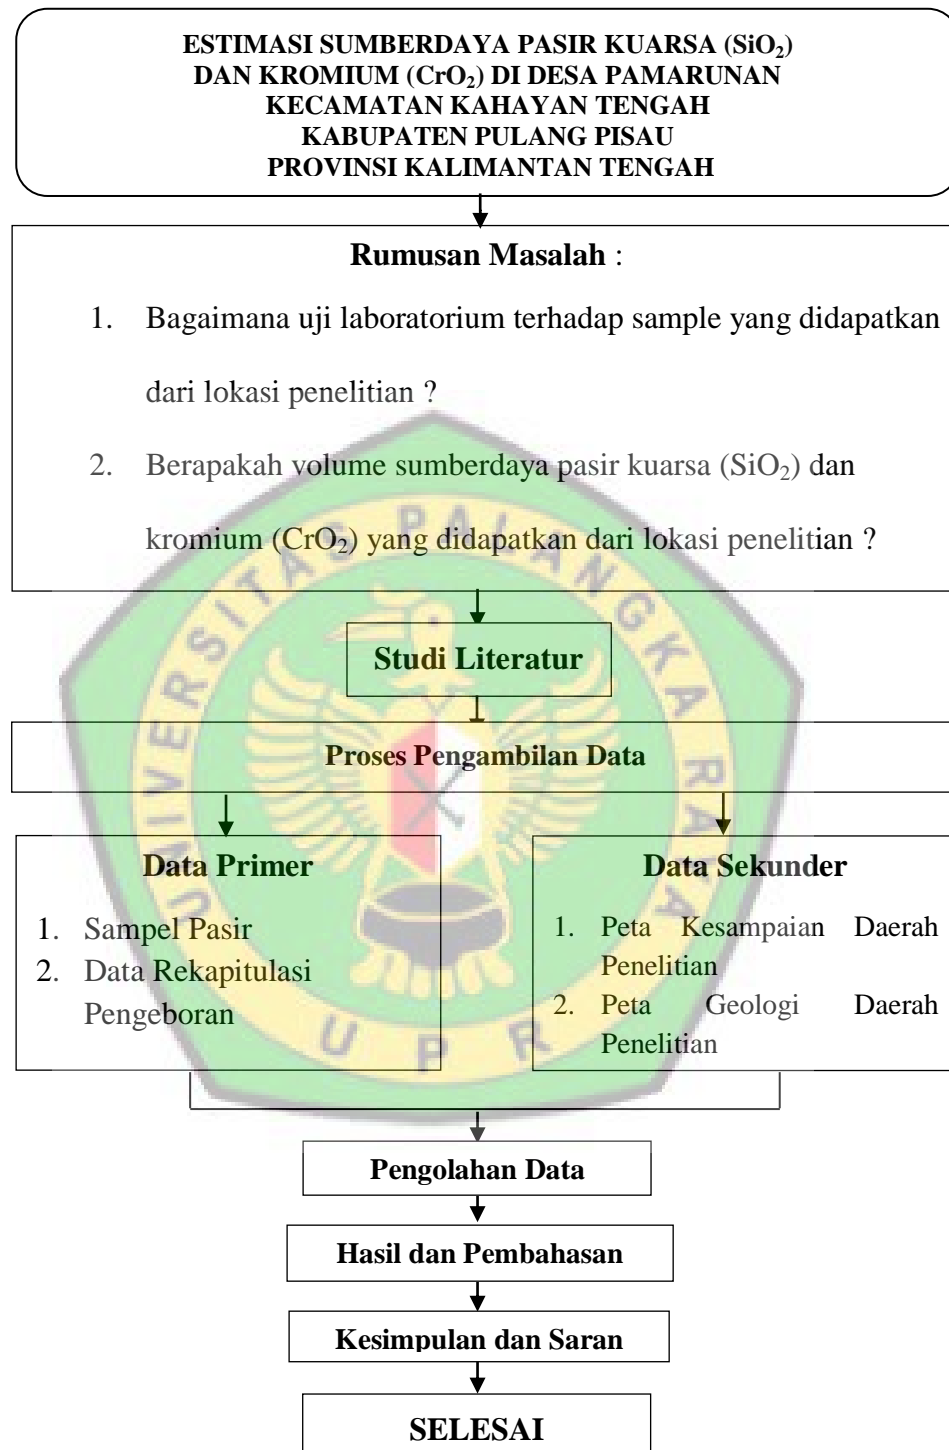 ESTIMASI SUMBERDAYA PASIR KUARSA (SiO₂)
DAN KROMIUM (CrO₂) DI DESA PAMARUNAN
KECAMATAN KAHAYAN TENGAH
KABUPATEN PULANG PISAU
PROVINSI KALIMANTAN TENGAH
Rumusan Masalah :
1. Bagaimana uji laboratorium terhadap sample yang didapatkan
dari lokasi penelitian ?
2. Berapakah volume sumberdaya pasir kuarsa (SiO₂) dan
kromium (CrO₂) yang didapatkan dari lokasi penelitian ?
Studi Literatur
Proses Pengambilan Data
Data Primer
1. Sampel Pasir
2. Data Rekapitulasi
Pengeboran
Data Sekunder
1. Peta Kesampaian Daerah
Penelitian
2. Peta Geologi Daerah
Penelitian
Pengolahan Data
Hasil dan Pembahasan
Kesimpulan dan Saran
SELESAI
UNIVERSITAS PALANGKA RAKA
UPR